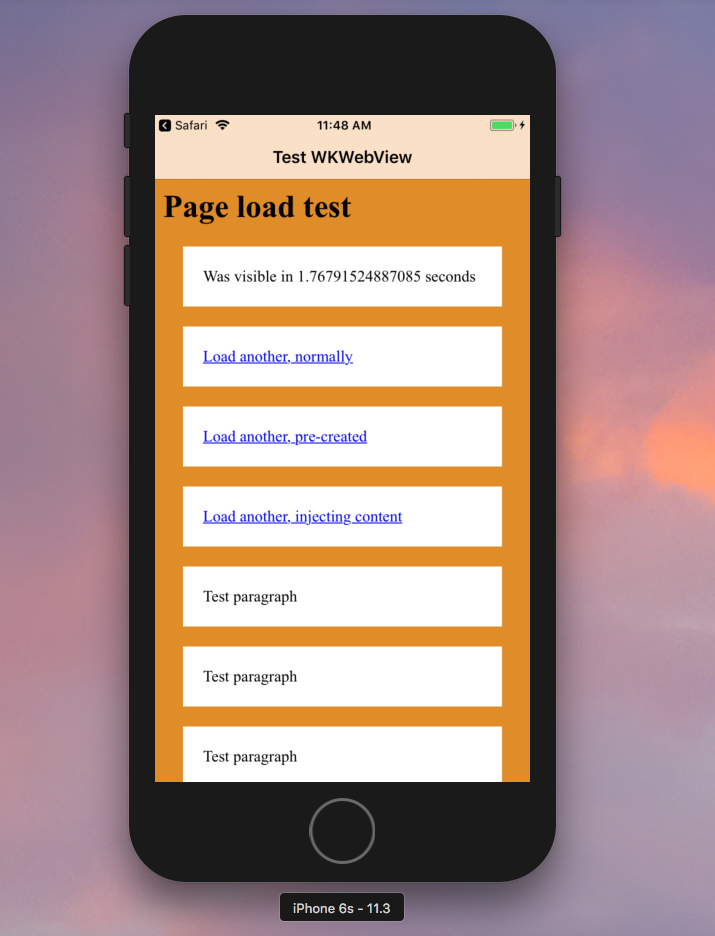 Safari
11:48 AM
Test WKWebView
Page load test
Was visible in 1.76791524887085 seconds
Load another, normally
Load another, pre-created
Load another, injecting content
Test paragraph
Test paragraph
Test paragraph
iPhone 6s - 11.3